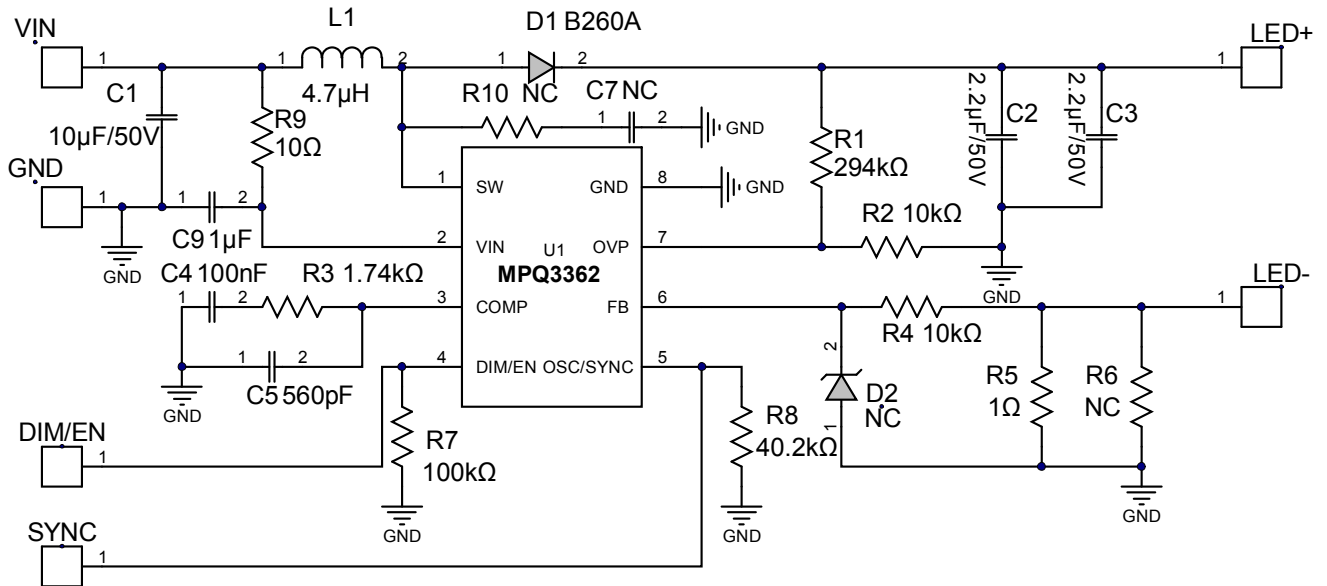 VIN
L1
D1 B260A
LED+
1
1
2
1
2
1
4.7µH
C1
10µF/50V
R9
10Ω
R10 NC
C7 NC
1
2
GND
R1
294kΩ
2.2µF/50V
C2
2.2µF/50V
C3
GND
1
1
2
C9 1µF
GND
1
SW
GND
8
GND
2
VIN
U1
OVP
7
R2 10kΩ
GND
MPQ3362
C4 100nF
R3 1.74kΩ
1
2
3
COMP
FB
6
LED-
1
R4 10kΩ
1
2
C5 560pF
GND
4
DIM/EN
OSC/SYNC
5
2
D2
NC
1
R5
1Ω
R6
NC
GND
DIM/EN
1
R7
100kΩ
GND
R8
40.2kΩ
GND
SYNC
1